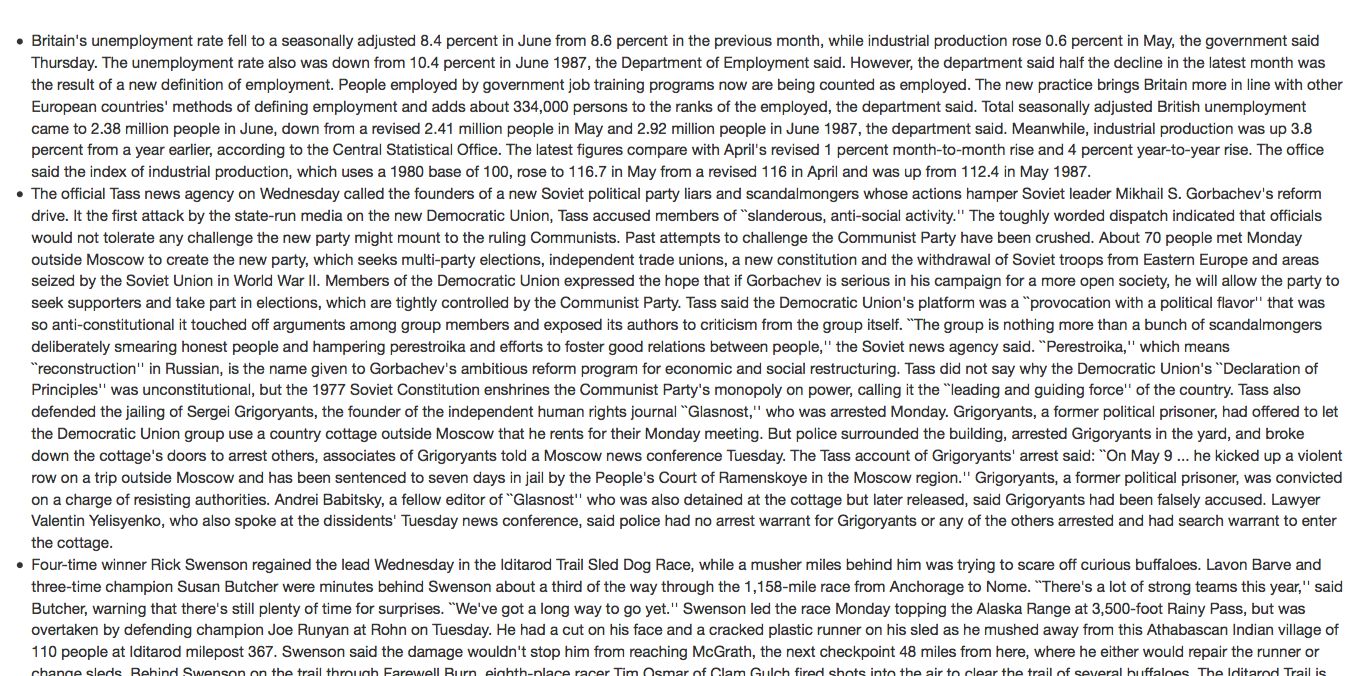 Britain's unemployment rate fell to a seasonally adjusted 8.4 percent in June from 8.6 percent in the previous month, while industrial production rose 0.6 percent in May, the government said
Thursday. The unemployment rate also was down from 10.4 percent in June 1987, the Department of Employment said. However, the department said half the decline in the latest month was
the result of a new definition of employment. People employed by government job training programs now are being counted as employed. The new practice brings Britain more in line with other
European countries' methods of defining employment and adds about 334,000 persons to the ranks of the employed, the department said. Total seasonally adjusted British unemployment
came to 2.38 million people in June, down from a revised 2.41 million people in May and 2.92 million people in June 1987, the department said. Meanwhile, industrial production was up 3.8
percent from a year earlier, according to the Central Statistical Office. The latest figures compare with April's revised 1 percent month-to-month rise and 4 percent year-to-year rise. The office
said the index of industrial production, which uses a 1980 base of 100, rose to 116.7 in May from a revised 116 in April and was up from 112.4 in May 1987.
The official Tass news agency on Wednesday called the founders of a new Soviet political party liars and scandalmongers whose actions hamper Soviet leader Mikhail S. Gorbachev's reform
drive. It the first attack by the state-run media on the new Democratic Union, Tass accused members of ``slanderous, anti-social activity.'' The toughly worded dispatch indicated that officials
would not tolerate any challenge the new party might mount to the ruling Communists. Past attempts to challenge the Communist Party have been crushed. About 70 people met Monday
outside Moscow to create the new party, which seeks multi-party elections, independent trade unions, a new constitution and the withdrawal of Soviet troops from Eastern Europe and areas
seized by the Soviet Union in World War II. Members of the Democratic Union expressed the hope that if Gorbachev is serious in his campaign for a more open society, he will allow the party to
seek supporters and take part in elections, which are tightly controlled by the Communist Party. Tass said the Democratic Union's platform was a ``provocation with a political flavor'' that was
so anti-constitutional it touched off arguments among group members and exposed its authors to criticism from the group itself. ``The group is nothing more than a bunch of scandalmongers
deliberately smearing honest people and hampering perestroika and efforts to foster good relations between people,'' the Soviet news agency said. ``Perestroika,'' which means
``reconstruction'' in Russian, is the name given to Gorbachev's ambitious reform program for economic and social restructuring. Tass did not say why the Democratic Union's ``Declaration of
Principles'' was unconstitutional, but the 1977 Soviet Constitution enshrines the Communist Party's monopoly on power, calling it the ``leading and guiding force'' of the country. Tass also
defended the jailing of Sergei Grigoryants, the founder of the independent human rights journal ``Glasnost,'' who was arrested Monday. Grigoryants, a former political prisoner, had offered to let
the Democratic Union group use a country cottage outside Moscow that he rents for their Monday meeting. But police surrounded the building, arrested Grigoryants in the yard, and broke
down the cottage's doors to arrest others, associates of Grigoryants told a Moscow news conference Tuesday. The Tass account of Grigoryants' arrest said: ``On May 9 ... he kicked up a violent
row on a trip outside Moscow and has been sentenced to seven days in jail by the People's Court of Ramenskoye in the Moscow region.'' Grigoryants, a former political prisoner, was convicted
on a charge of resisting authorities. Andrei Babitsky, a fellow editor of ``Glasnost'' who was also detained at the cottage but later released, said Grigoryants had been falsely accused. Lawyer
Valentin Yelisyenko, who also spoke at the dissidents' Tuesday news conference, said police had no arrest warrant for Grigoryants or any of the others arrested and had search warrant to enter
the cottage.
Four-time winner Rick Swenson regained the lead Wednesday in the Iditarod Trail Sled Dog Race, while a musher miles behind him was trying to scare off curious buffaloes. Lavon Barve and
three-time champion Susan Butcher were minutes behind Swenson about a third of the way through the 1,158-mile race from Anchorage to Nome. ``There's a lot of strong teams this year,'' said
Butcher, warning that there's still plenty of time for surprises. ``We've got a long way to go yet.'' Swenson led the race Monday topping the Alaska Range at 3,500-foot Rainy Pass, but was
overtaken by defending champion Joe Runyan at Rohn on Tuesday. He had a cut on his face and a cracked plastic runner on his sled as he mushed away from this Athabascan Indian village of
110 people at Iditarod milepost 367. Swenson said the damage wouldn't stop him from reaching McGrath, the next checkpoint 48 miles from here, where he either would repair the runner or
change sleds. Behind Swenson on the trail through Farewell Burn, eighth-place racer Tim Osmar of Clam Gulch fired shots into the air to clear the trail of several buffaloes. The Iditarod Trail is